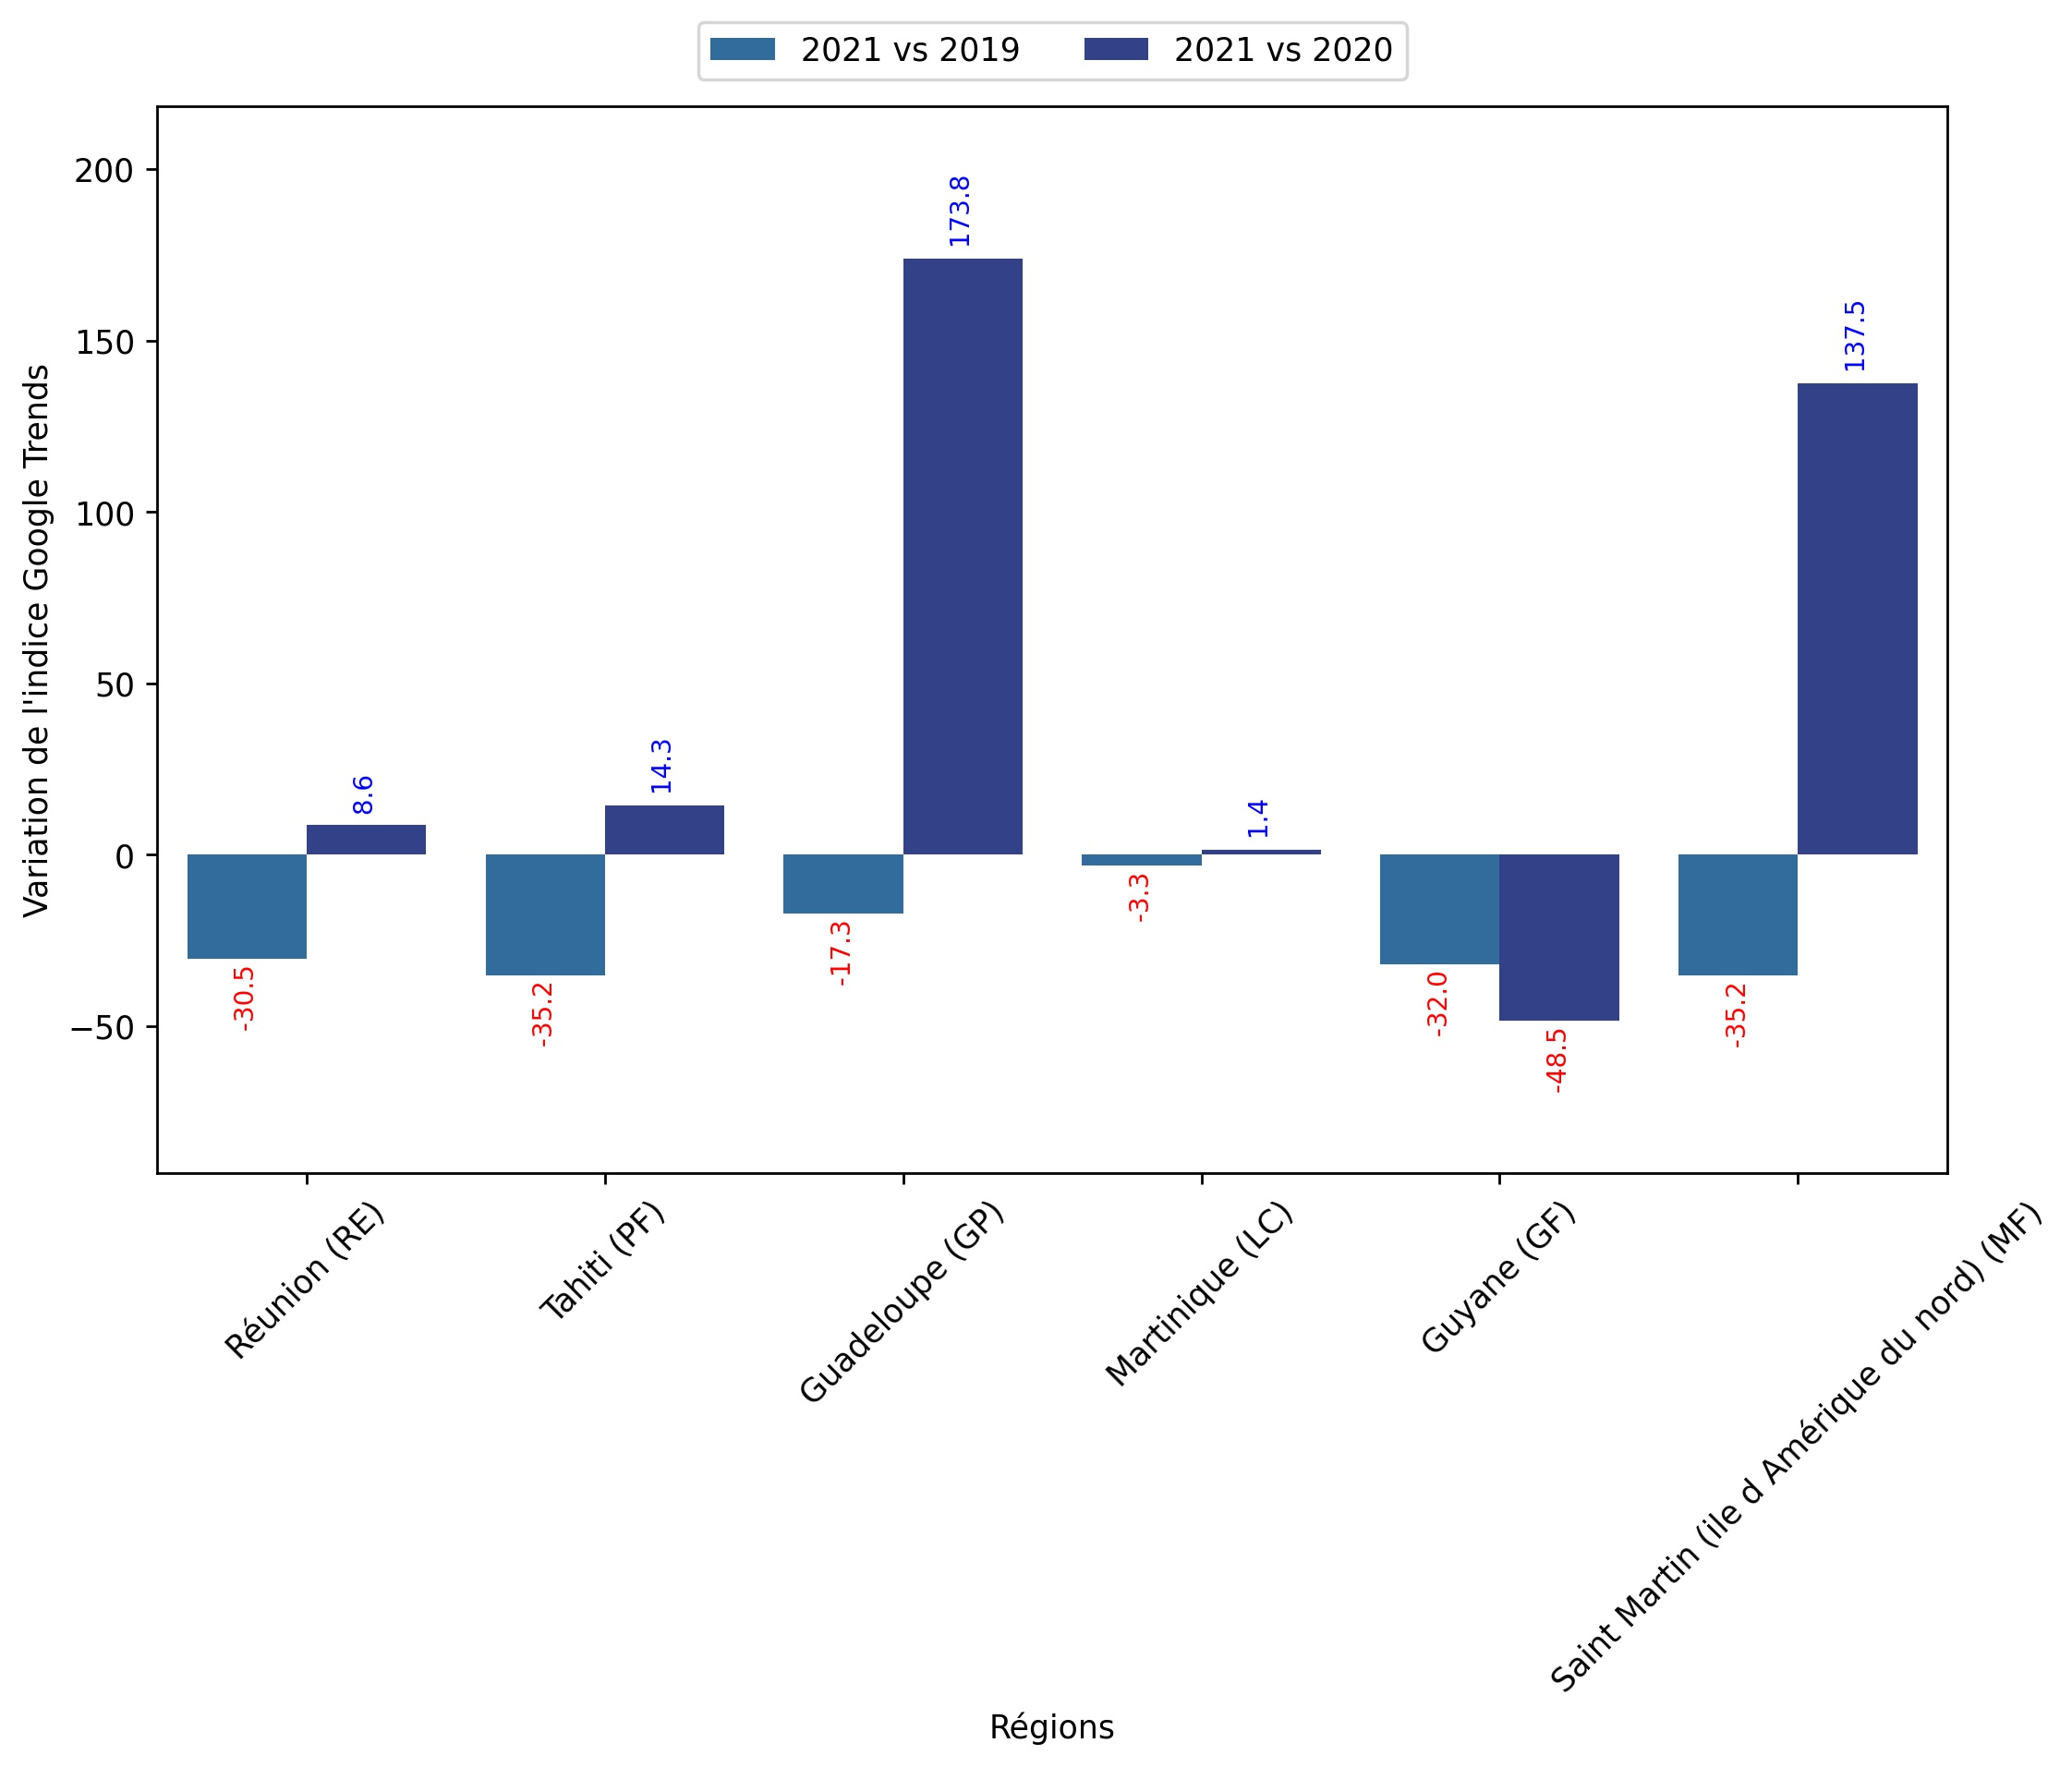 2021 vs 2019
2021 vs 2020
Variation de l'indice Google Trends
200
150
100
50
0
−50
-30.5
8.6
-35.2
14.3
-17.3
173.8
-3.3
1.4
-32.0
-48.5
-35.2
137.5
Réunion (RE)
Tahiti (PF)
Guadeloupe (GP)
Martinique (LC)
Guyane (GF)
Saint Martin (ile d Amérique du nord) (MF)
Régions